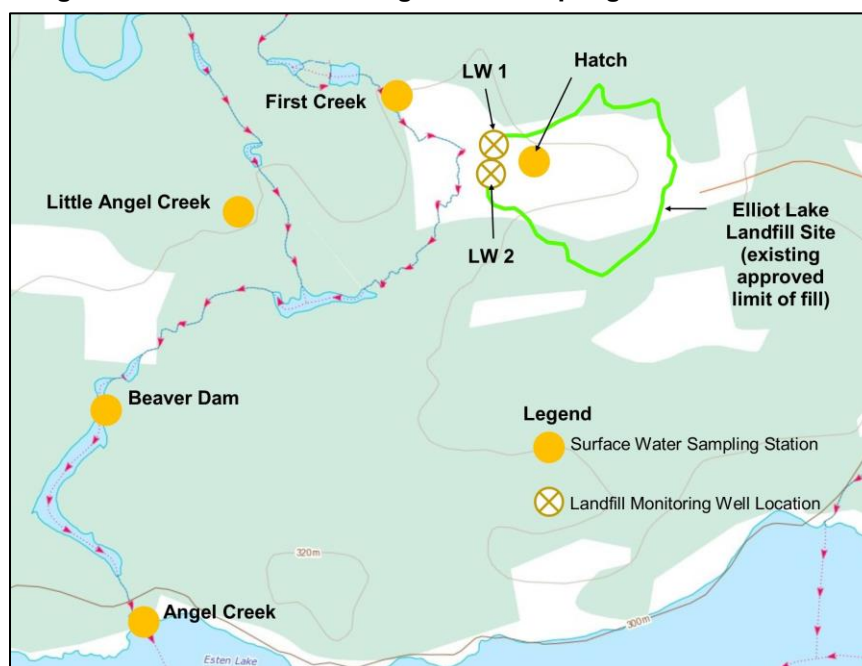 LW 1
Hatch
First Creek
Little Angel Creek
LW 2
Elliot Lake
Landfill Site
(existing
approved
limit of fill)
Beaver Dam
Legend
Surface Water Sampling Station
Landfill Monitoring Well Location
320m
300m
Angel Creek
Esten Lake